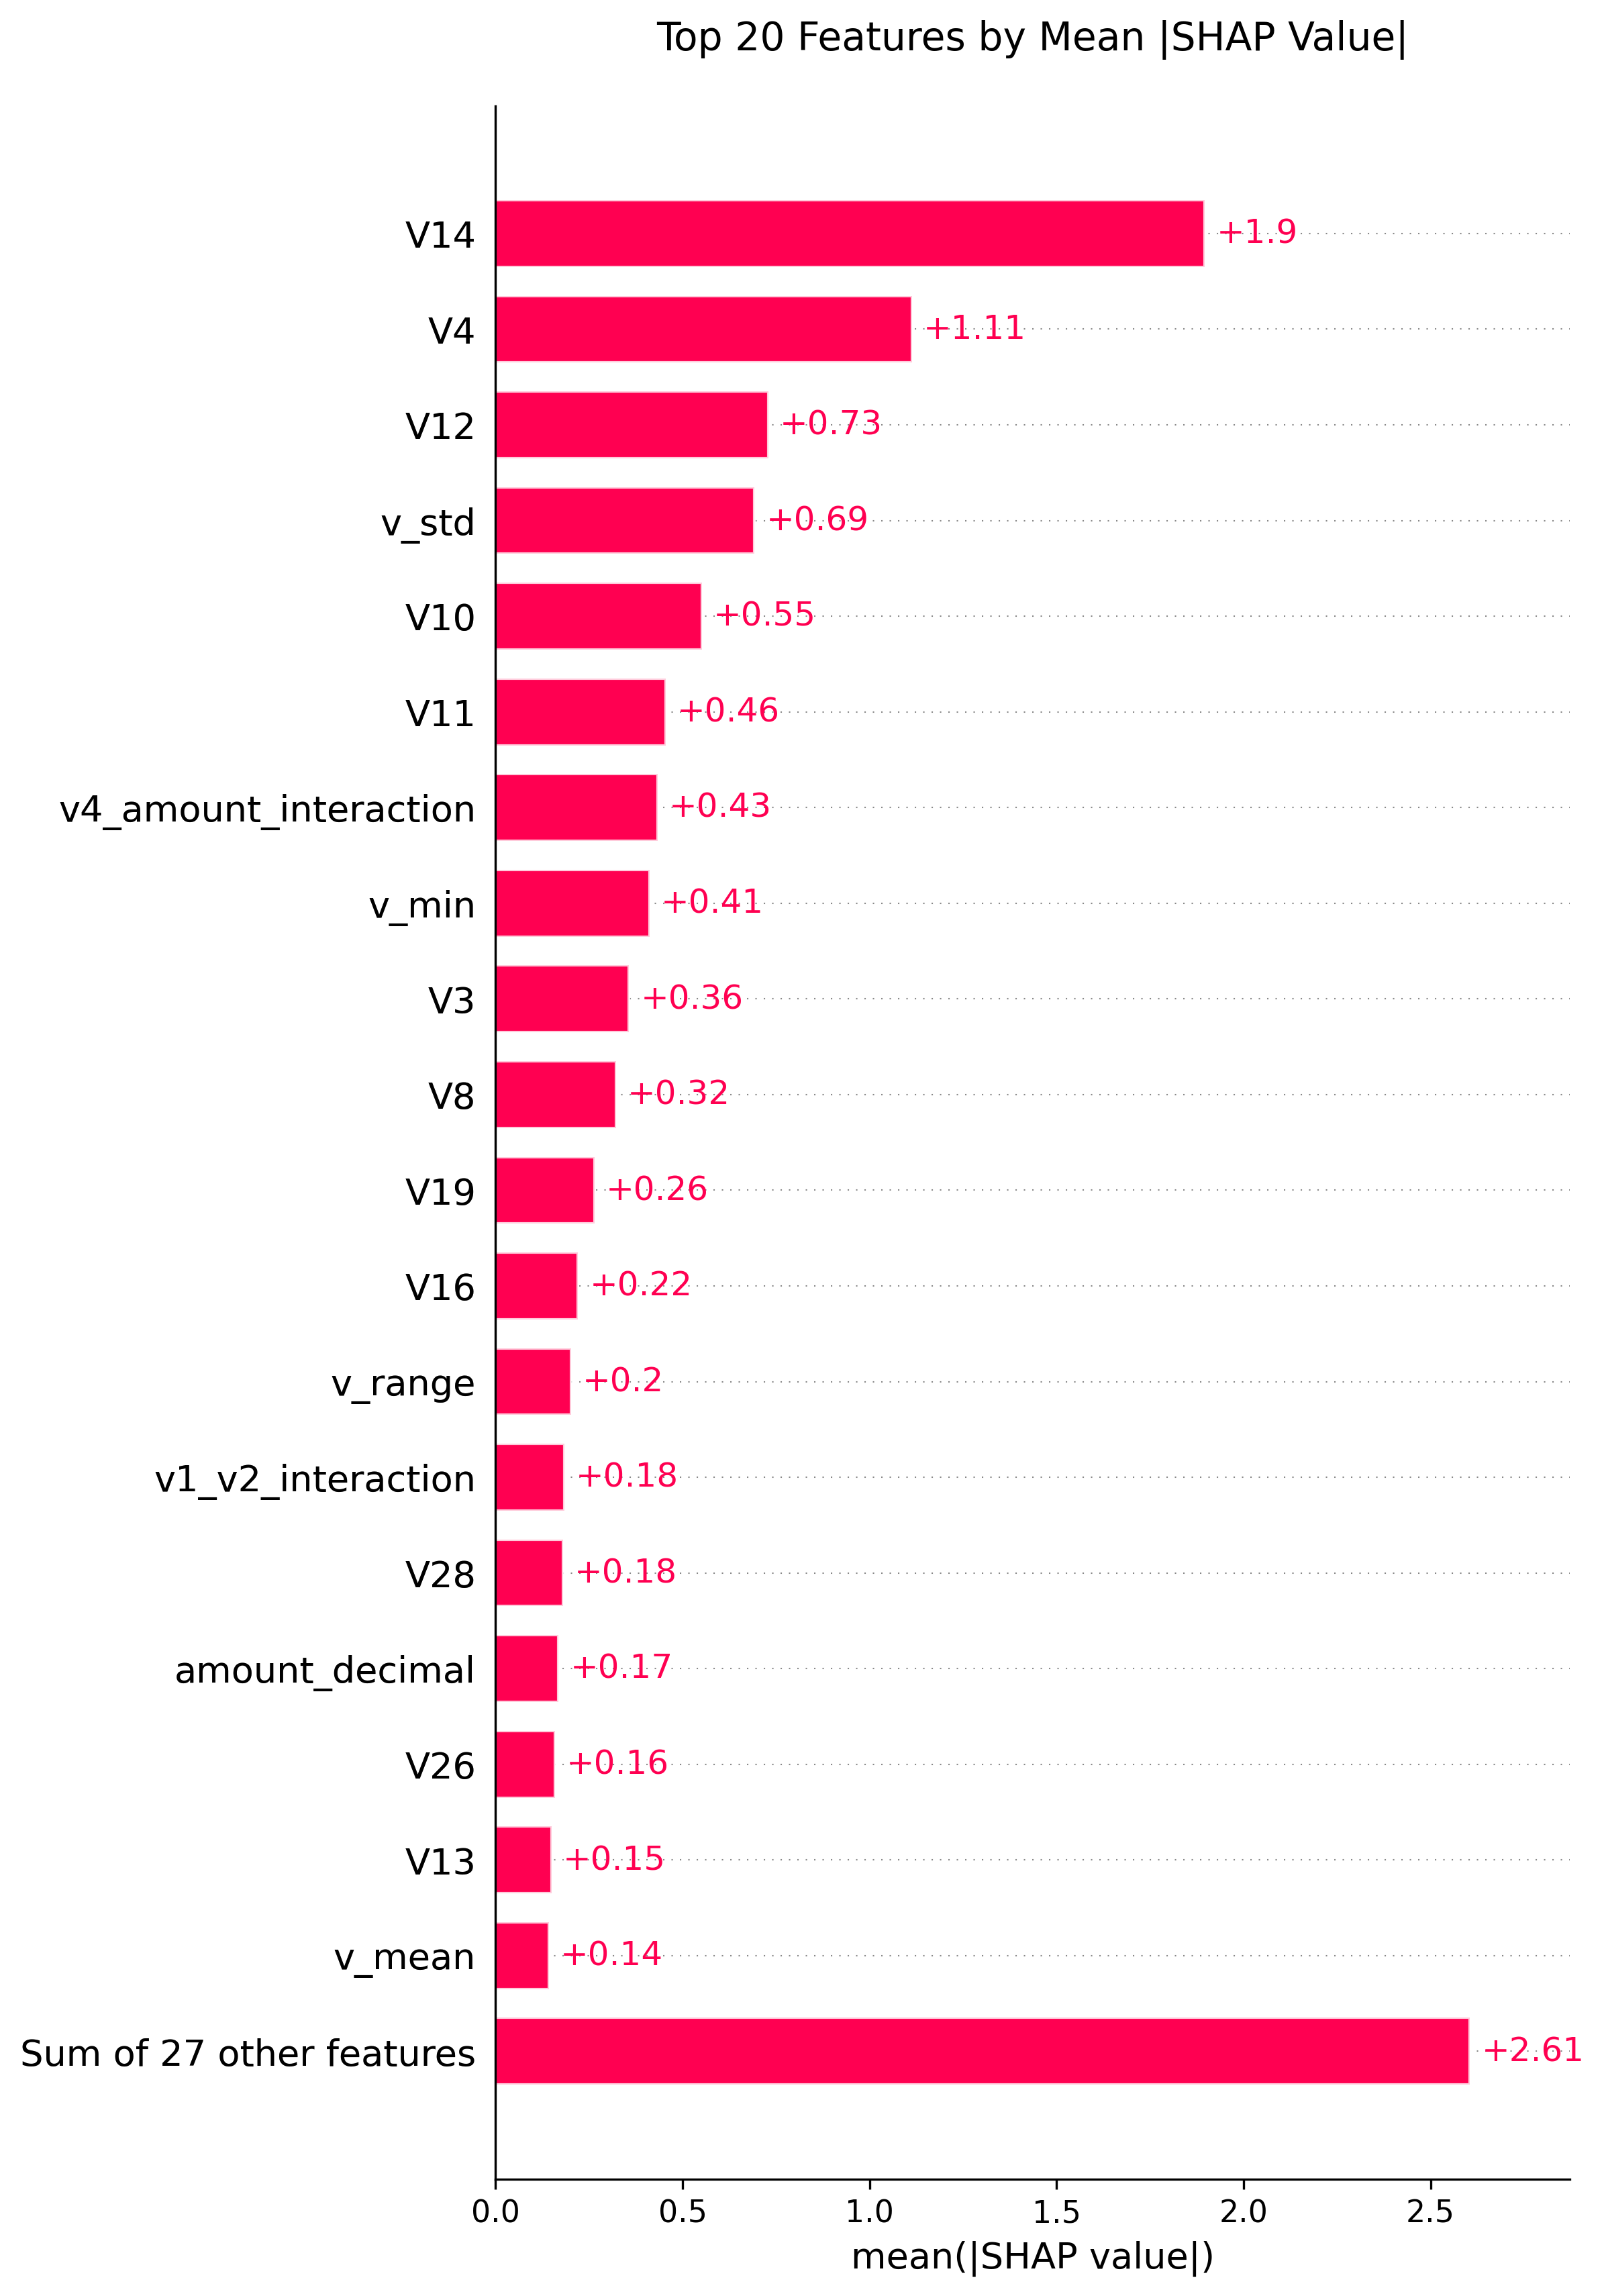 Top 20 Features by Mean |SHAP Value|
V14 +1.9
V4 +1.11
V12 +0.73
v_std +0.69
V10 +0.55
V11 +0.46
v4_amount_interaction +0.43
v_min +0.41
V3 +0.36
V8 +0.32
V19 +0.26
V16 +0.22
v_range +0.2
v1_v2_interaction +0.18
V28 +0.18
amount_decimal +0.17
V26 +0.16
V13 +0.15
v_mean +0.14
Sum of 27 other features +2.61
0.0 0.5 1.0 1.5 2.0 2.5
mean(|SHAP value|)